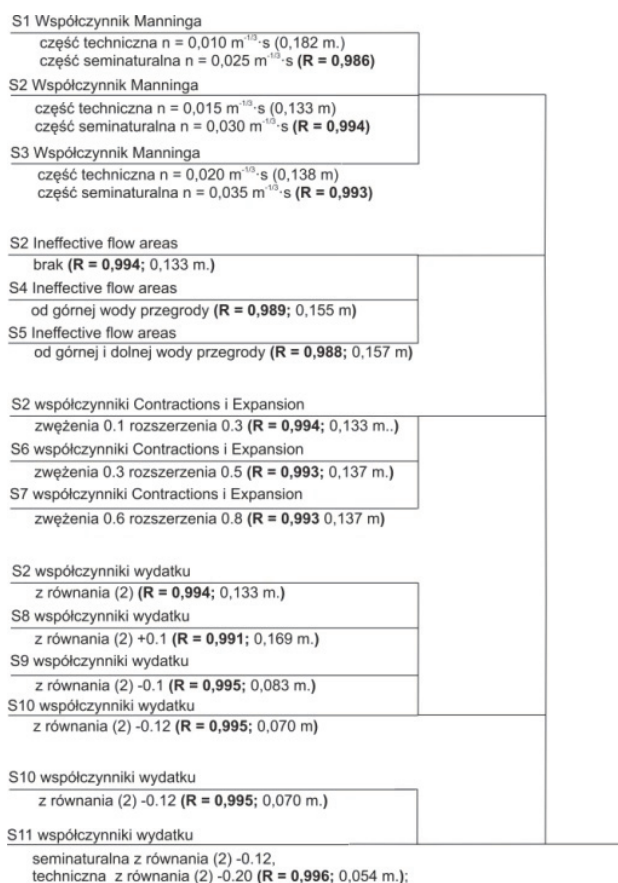 S1 Współczynnik Manninga
część techniczna n = 0,010 m⁻¹ᐟ³·s (0,182 m.)
część seminaturalna n = 0,025 m⁻¹ᐟ³·s (R = 0,986)
S2 Współczynnik Manninga
część techniczna n = 0,015 m⁻¹ᐟ³·s (0,133 m)
część seminaturalna n = 0,030 m⁻¹ᐟ³·s (R = 0,994)
S3 Współczynnik Manninga
część techniczna n = 0,020 m⁻¹ᐟ³·s (0,138 m)
część seminaturalna n = 0,035 m⁻¹ᐟ³·s (R = 0,993)
S2 Ineffective flow areas
brak (R = 0,994; 0,133 m.)
S4 Ineffective flow areas
od górnej wody przegrody (R = 0,989; 0,155 m)
S5 Ineffective flow areas
od górnej i dolnej wody przegrody (R = 0,988; 0,157 m)
S2 współczynniki Contractions i Expansion
zwężenia 0.1 rozszerzenia 0.3 (R = 0,994; 0,133 m..)
S6 współczynniki Contractions i Expansion
zwężenia 0.3 rozszerzenia 0.5 (R = 0,993; 0,137 m.)
S7 współczynniki Contractions i Expansion
zwężenia 0.6 rozszerzenia 0.8 (R = 0,993 0,137 m)
S2 współczynniki wydatku
z równania (2) (R = 0,994; 0,133 m.)
S8 współczynniki wydatku
z równania (2) +0.1 (R = 0,991; 0,169 m.)
S9 współczynniki wydatku
z równania (2) -0.1 (R = 0,995; 0,083 m.)
S10 współczynniki wydatku
z równania (2) -0.12 (R = 0,995; 0,070 m)
S10 współczynniki wydatku
z równania (2) -0.12 (R = 0,995; 0,070 m.)
S11 współczynniki wydatku
seminaturalna z równania (2) -0.12,
techniczna z równania (2) -0.20 (R = 0,996; 0,054 m.);